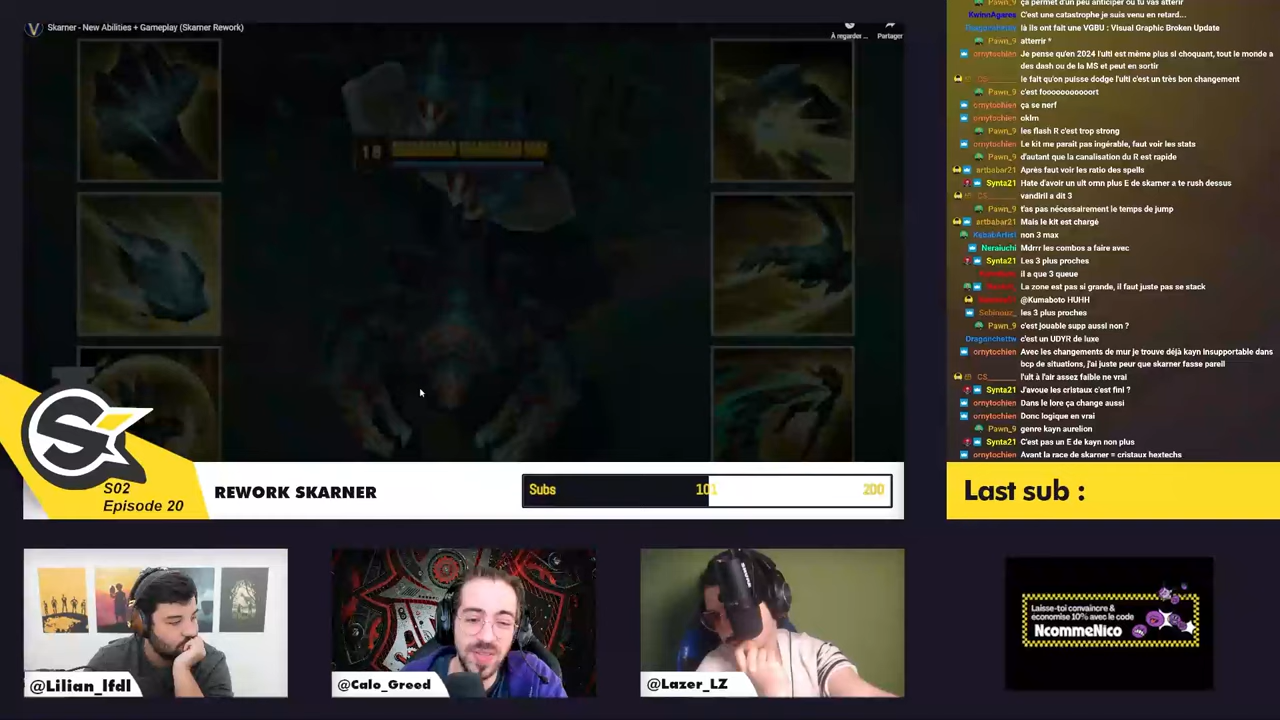 Skarner - New Abilities + Gameplay (Skarner Rework)
À regarder ...
Partager
18
S02
Episode 20
REWORK SKARNER
Subs
101
200
Last sub :
@Lilian_lfdl
@Calo_Greed
@Lazer_LZ
Laisse-toi convaincre &
économise 10% avec le code
NcommeNico
Pawn_9 ça permet d'un peu anticiper où tu vas atterir
KwinnAgares C'est une catastrophe je suis venu en retard...
là ils ont fait une VGBU : Visual Graphic Broken Update
Pawn_9 atterrir *
ornytochien Je pense qu'en 2024 l'ulti est même plus si choquant, tout le monde a
des dash ou de la MS et peut en sortir
le fait qu'on puisse dodge l'ulti c'est un très bon changement
Pawn_9 c'est foooooooooort
ornytochien ça se nerf
ornytochien oklm
Pawn_9 les flash R c'est trop strong
ornytochien Le kit me paraît pas ingérable, faut voir les stats
Pawn_9 d'autant que la canalisation du R est rapide
artbabar21 Après faut voir les ratio des spells
Synta21 Hate d'avoir un ult ornn plus E de skarner a te rush dessus
vandiril a dit 3
Pawn_9 t'as pas nécessairement le temps de jump
artbabar21 Mais le kit est chargé
non 3 max
Neraiuchi Mdrrr les combos a faire avec
Synta21 Les 3 plus proches
il a que 3 queue
La zone est pas si grande, il faut juste pas se stack
@Kumaboto HUHH
les 3 plus proches
Pawn_9 c'est jouable supp aussi non ?
c'est un UDYR de luxe
ornytochien Avec les changements de mur je trouve déjà kayn insupportable dans
bcp de situations, j'ai juste peur que skarner fasse pareil
l'ult à l'air assez faible ne vrai
Synta21 J'avoue les cristaux c'est fini ?
ornytochien Dans le lore ça change aussi
ornytochien Donc logique en vrai
Pawn_9 genre kayn aurelion
Synta21 C'est pas un E de kayn non plus
ornytochien Avant la race de skarner = cristaux hextechs